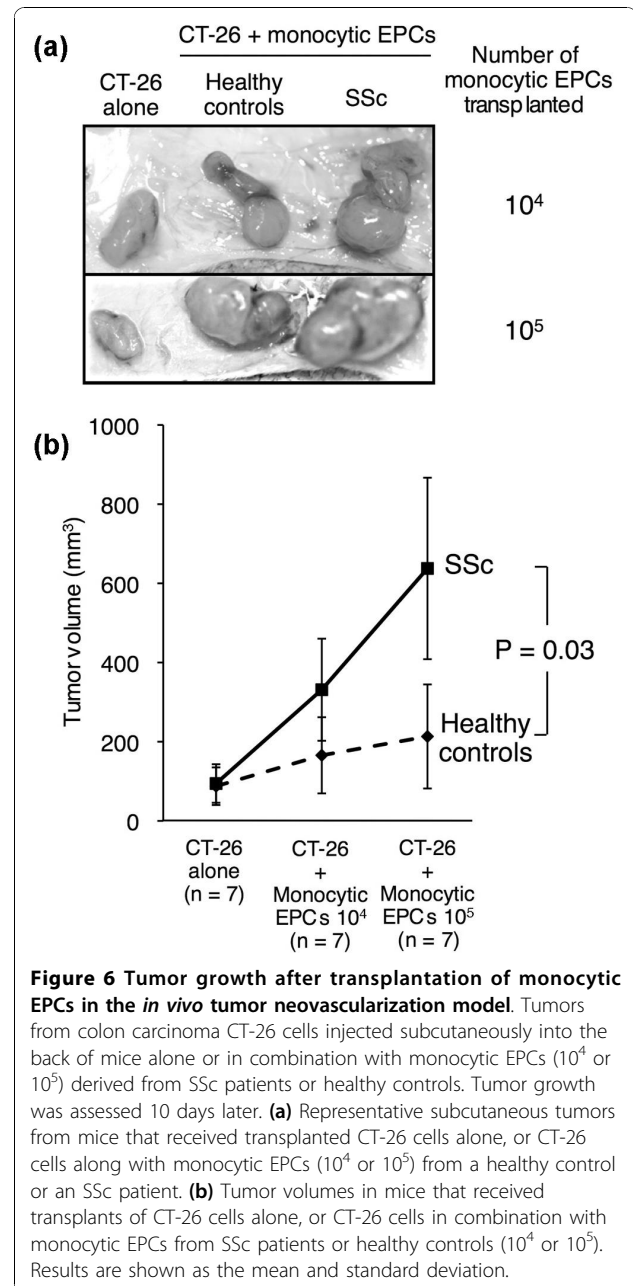 (a)
CT-26 + monocytic EPCs
CT-26
alone
Healthy
controls
SSc
Number of
monocytic EPCs
transplanted
10⁴
10⁵
(b)
1000
800
600
400
200
0
Tumor volume (mm³)
SSc
P = 0.03
Healthy
controls
CT-26
alone
(n = 7)
CT-26
+
Monocytic
EPCs 10⁴
(n = 7)
CT-26
+
Monocytic
EPCs 10⁵
(n = 7)
Figure 6 Tumor growth after transplantation of monocytic
EPCs in the in vivo tumor neovascularization model. Tumors
from colon carcinoma CT-26 cells injected subcutaneously into the
back of mice alone or in combination with monocytic EPCs (10⁴ or
10⁵) derived from SSc patients or healthy controls. Tumor growth
was assessed 10 days later. (a) Representative subcutaneous tumors
from mice that received transplanted CT-26 cells alone, or CT-26
cells along with monocytic EPCs (10⁴ or 10⁵) from a healthy control
or an SSc patient. (b) Tumor volumes in mice that received
transplants of CT-26 cells alone, or CT-26 cells in combination with
monocytic EPCs from SSc patients or healthy controls (10⁴ or 10⁵).
Results are shown as the mean and standard deviation.